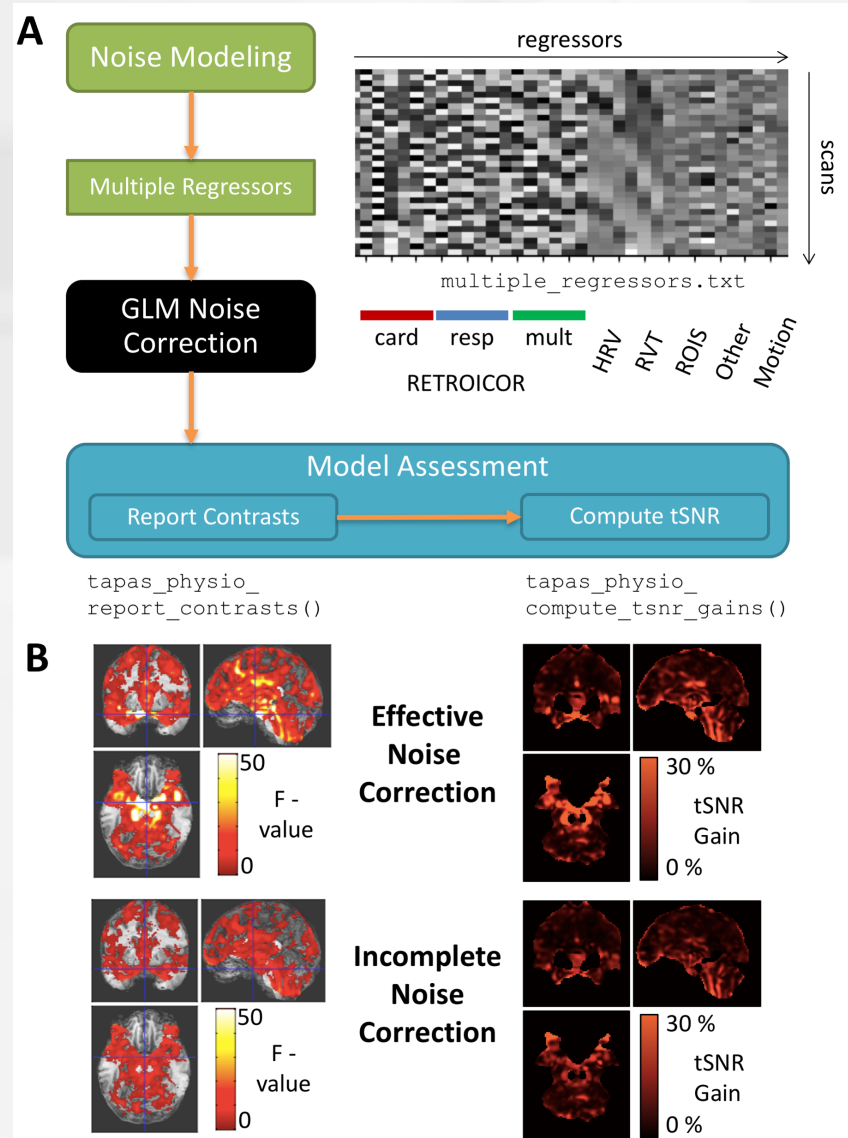 A
Noise Modeling
Multiple Regressors
GLM Noise
Correction
regressors
scans
multiple_regressors.txt
card
resp
mult
HRV
RVT
ROIS
Other
Motion
RETROICOR
Model Assessment
Report Contrasts
Compute tSNR
tapas_physio_
report_contrasts()
tapas_physio_
compute_tsnr_gains()
B
50
F -
value
0
Effective
Noise
Correction
30 %
tSNR
Gain
0 %
50
F -
value
0
Incomplete
Noise
Correction
30 %
tSNR
Gain
0 %